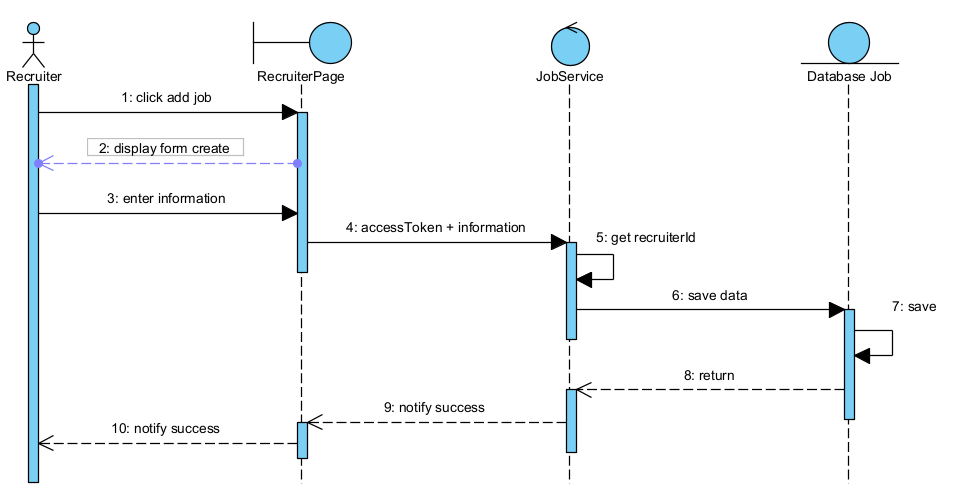 Recruiter
RecruiterPage
JobService
Database Job
1: click add job
2: display form create
3: enter information
4: accessToken + information
5: get recruiterId
6: save data
7: save
8: return
9: notify success
10: notify success